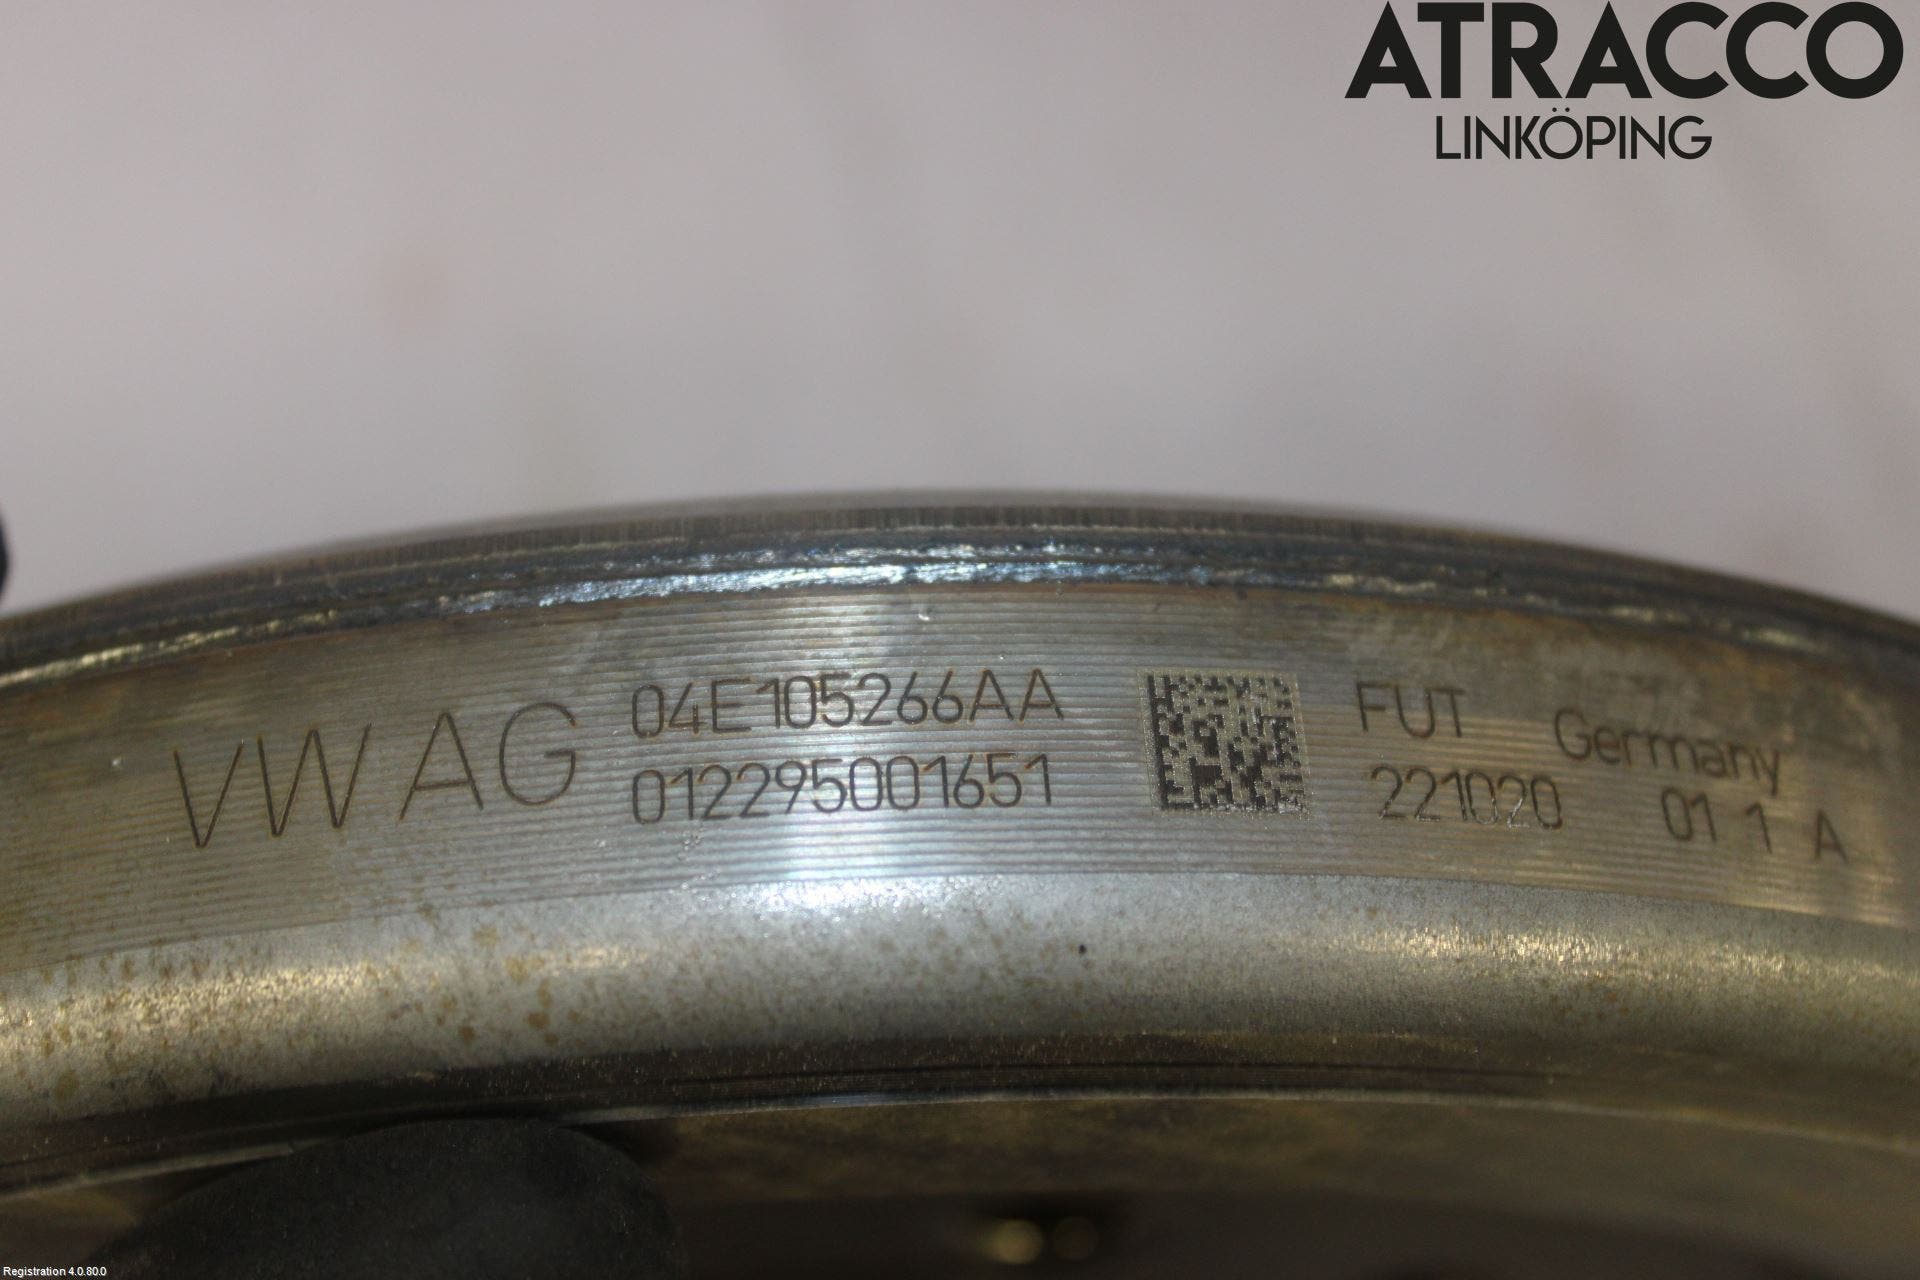 ATRACCO
LINKÖPING
VW AG
04E105266AA
012295001651
FUT
221020
Germany
01 1 A
Registration 4.0.80.0